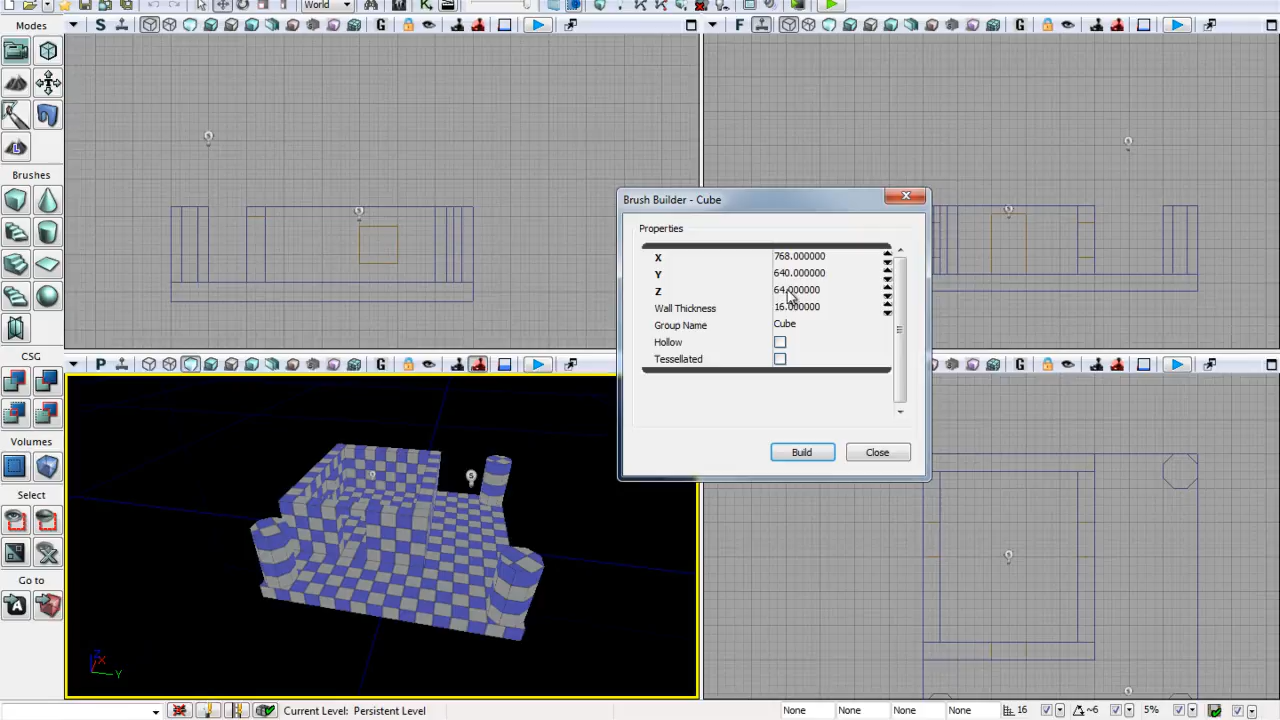 World
Modes
S
G
F
G
Brushes
Brush Builder - Cube
Properties
X 768.000000
Y 640.000000
Z 64.000000
Wall Thickness 16.000000
Group Name Cube
Hollow
Tessellated
Build Close
CSG
P
G
G
Volumes
Select
Go to
S
Z
X
Y
Current Level: Persistent Level
None None None None 16 ~6 5%